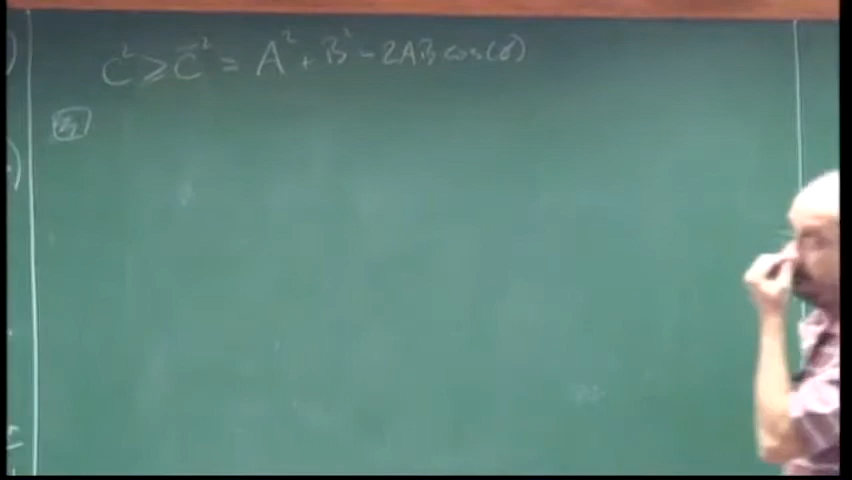 C² ⩾ C̄² = A² + B² − 2AB cos(γ)